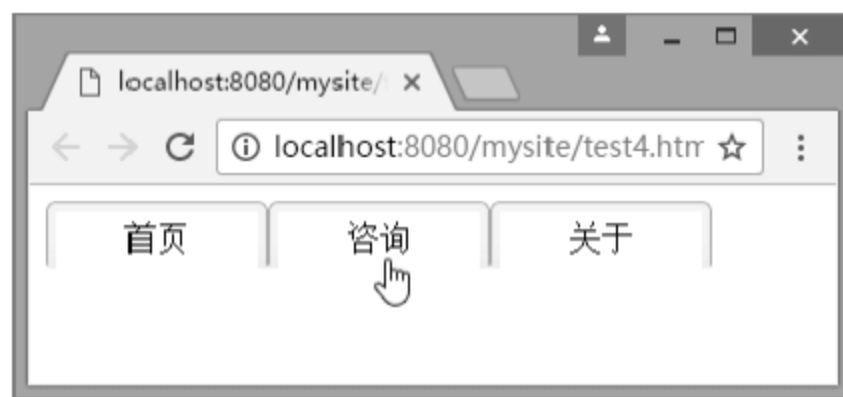 localhost:8080/mysite/
localhost:8080/mysite/test4.htm
首页 咨询 关于